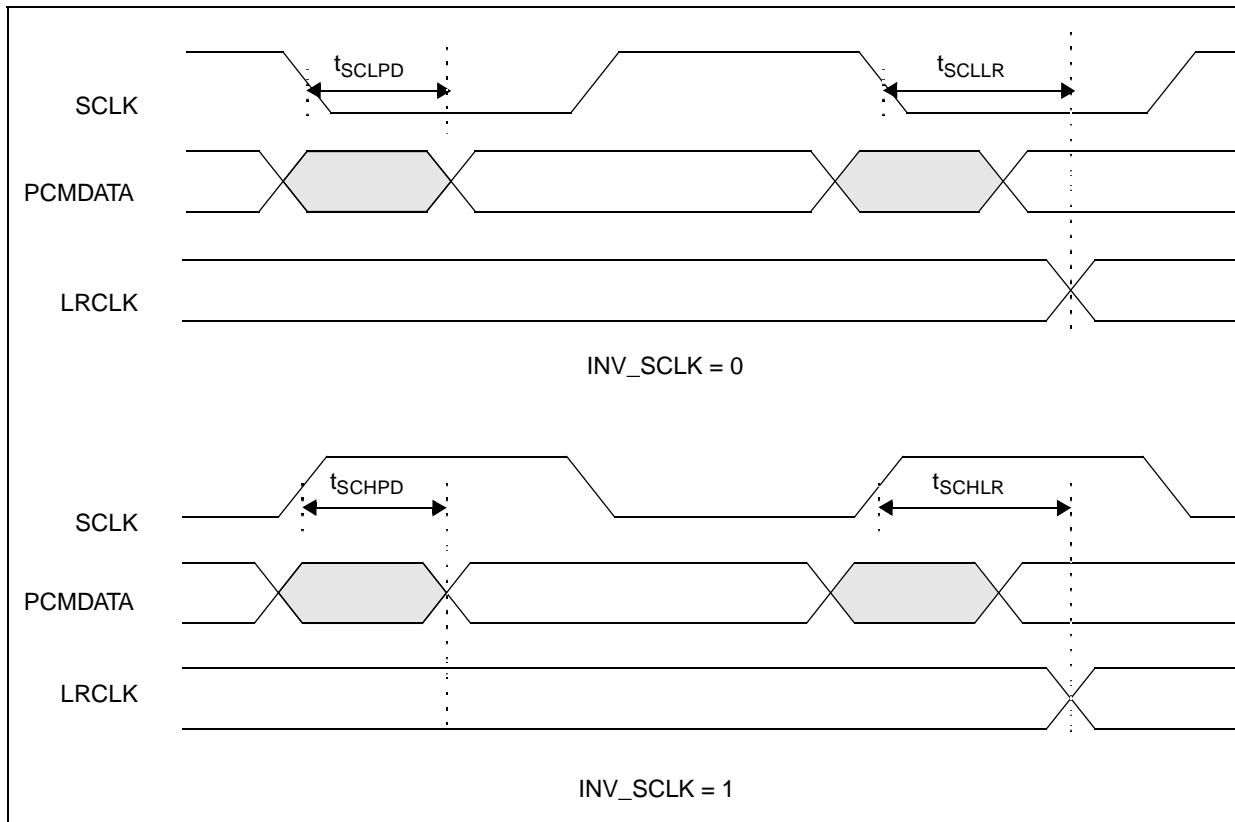 tSCLPD
tSCLLR
SCLK
PCMDATA
LRCLK
INV_SCLK = 0
tSCHPD
tSCHLR
SCLK
PCMDATA
LRCLK
INV_SCLK = 1